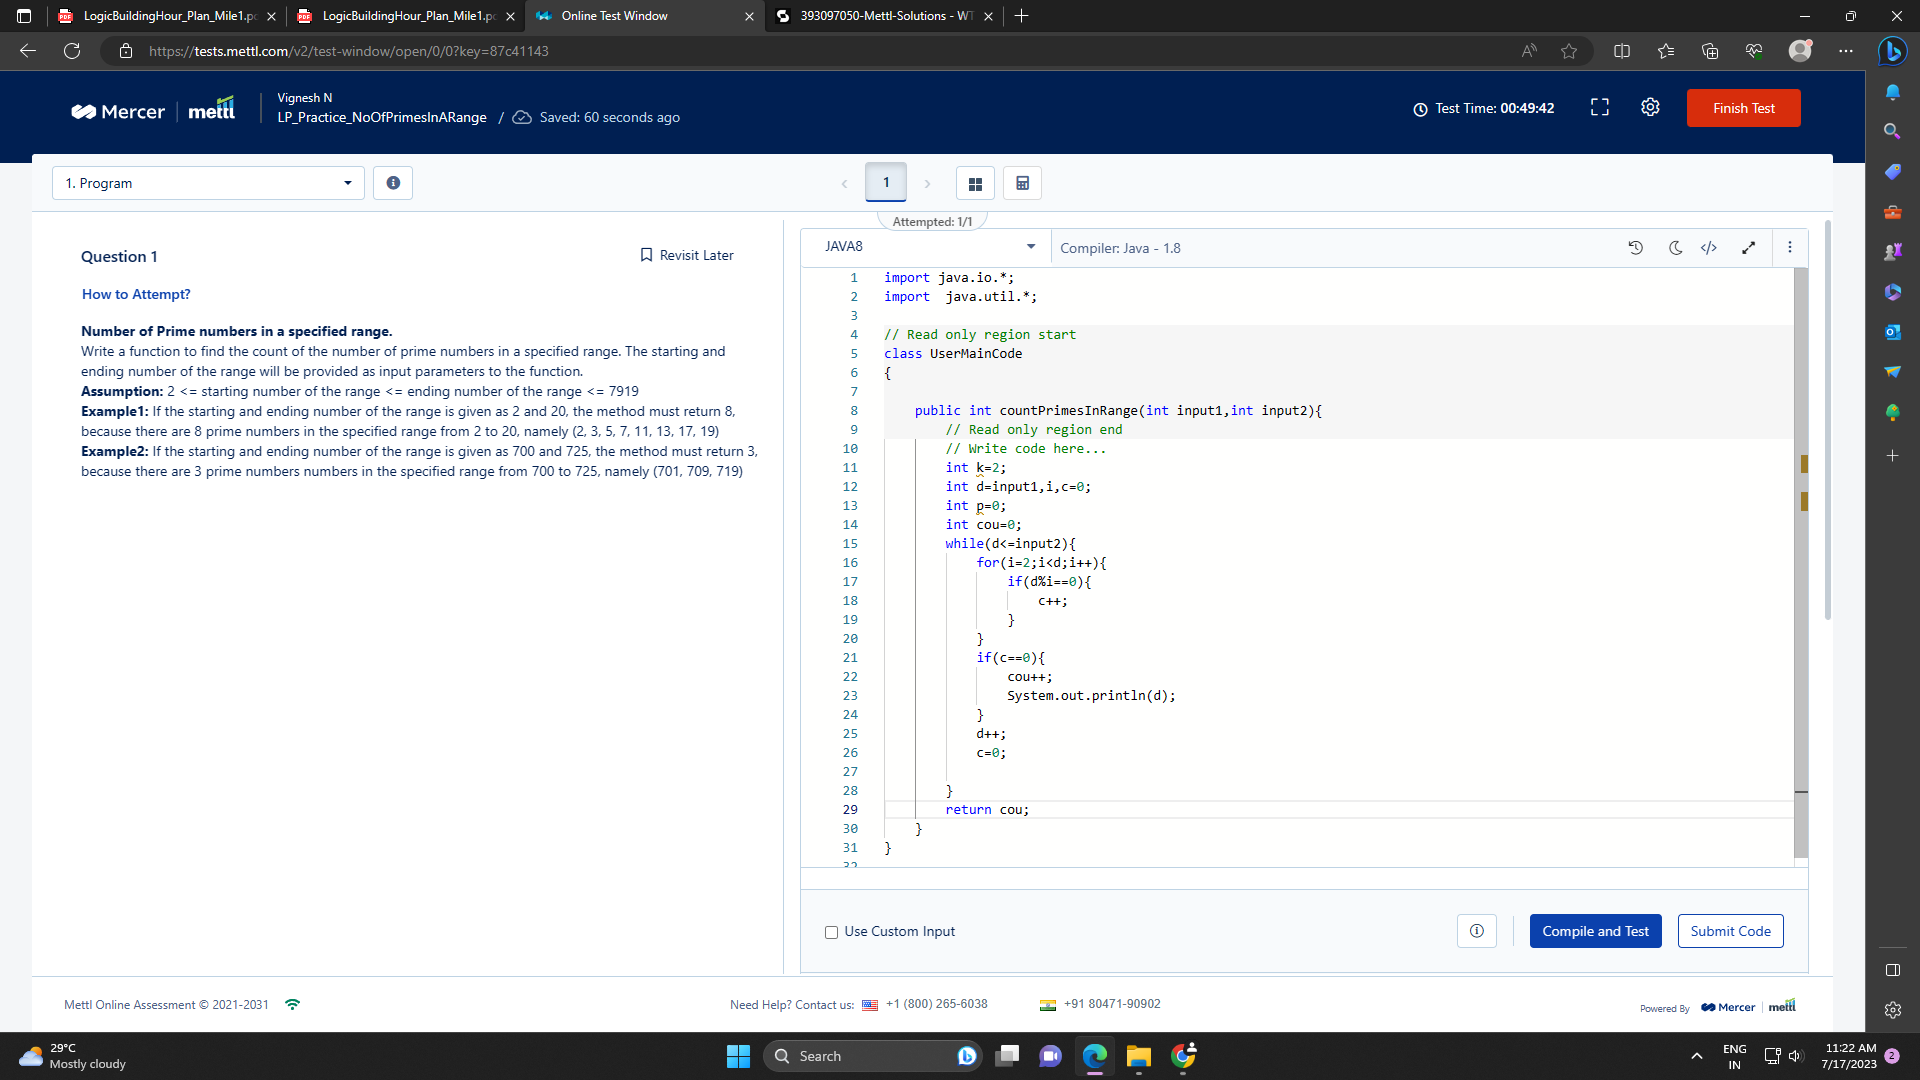 LogicBuildingHour_Plan_Mile1.pc
LogicBuildingHour_Plan_Mile1.pc
Online Test Window
393097050-Mettl-Solutions - WT
https://tests.mettl.com/v2/test-window/open/0/0?key=87c41143
Mercer | mettl
Vignesh N
LP_Practice_NoOfPrimesInARange / Saved: 60 seconds ago
Test Time: 00:49:42
Finish Test
1. Program
1
Attempted: 1/1
Question 1
Revisit Later
How to Attempt?
Number of Prime numbers in a specified range.
Write a function to find the count of the number of prime numbers in a specified range. The starting and
ending number of the range will be provided as input parameters to the function.
Assumption: 2 <= starting number of the range <= ending number of the range <= 7919
Example1: If the starting and ending number of the range is given as 2 and 20, the method must return 8,
because there are 8 prime numbers in the specified range from 2 to 20, namely (2, 3, 5, 7, 11, 13, 17, 19)
Example2: If the starting and ending number of the range is given as 700 and 725, the method must return 3,
because there are 3 prime numbers numbers in the specified range from 700 to 725, namely (701, 709, 719)
JAVA8
Compiler: Java - 1.8
1 import java.io.*;
2 import  java.util.*;
3
4 // Read only region start
5 class UserMainCode
6 {
7
8 public int countPrimesInRange(int input1,int input2){
9 // Read only region end
10 // Write code here...
11 int k=2;
12 int d=input1,i,c=0;
13 int p=0;
14 int cou=0;
15 while(d<=input2){
16 for(i=2;i<d;i++){
17 if(d%i==0){
18 c++;
19 }
20 }
21 if(c==0){
22 cou++;
23 System.out.println(d);
24 }
25 d++;
26 c=0;
27
28 }
29 return cou;
30 }
31 }
32
Use Custom Input
Compile and Test
Submit Code
Mettl Online Assessment © 2021-2031
Need Help? Contact us: +1 (800) 265-6038
+91 80471-90902
Powered By Mercer | mettl
29°C
Mostly cloudy
Search
ENG
IN
11:22 AM
7/17/2023
2